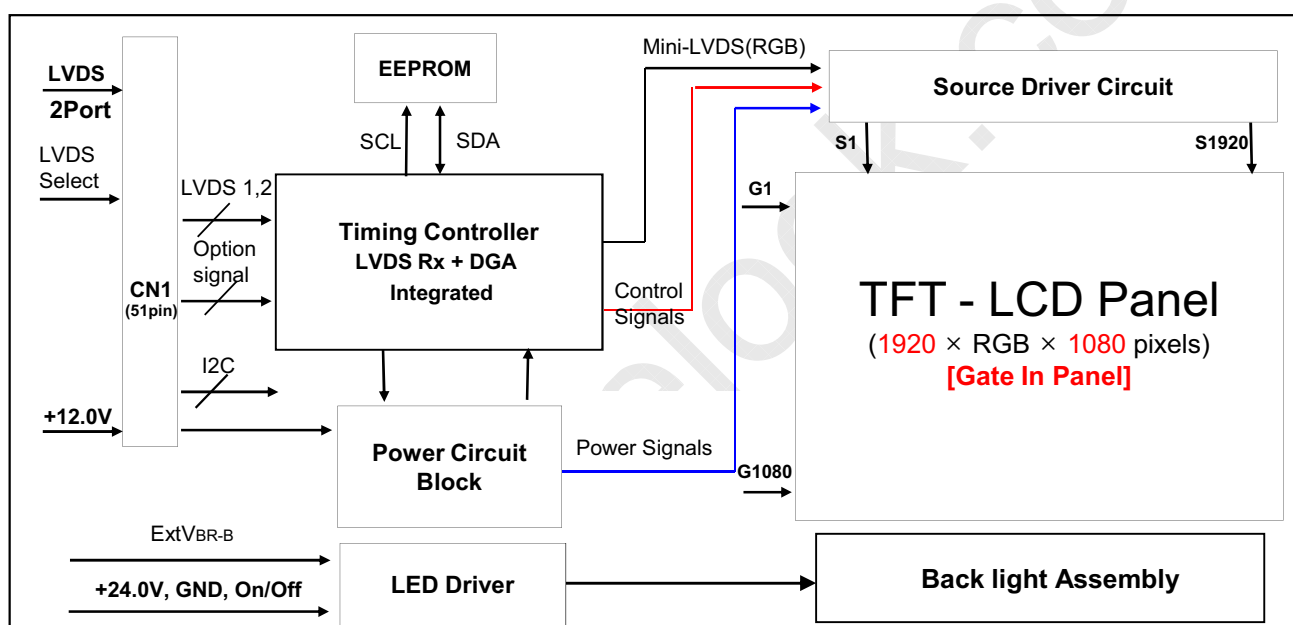 LVDS
2Port
LVDS
Select
CN1
(51pin)
+12.0V
LVDS 1,2
Option
signal
I2C
EEPROM
SCL
SDA
Timing Controller
LVDS Rx + DGA
Integrated
Mini-LVDS(RGB)
Control
Signals
Power Circuit
Block
Power Signals
Source Driver Circuit
S1
S1920
G1
G1080
TFT - LCD Panel
(1920 × RGB × 1080 pixels)
[Gate In Panel]
ExtVBR-B
+24.0V, GND, On/Off
LED Driver
Back light Assembly